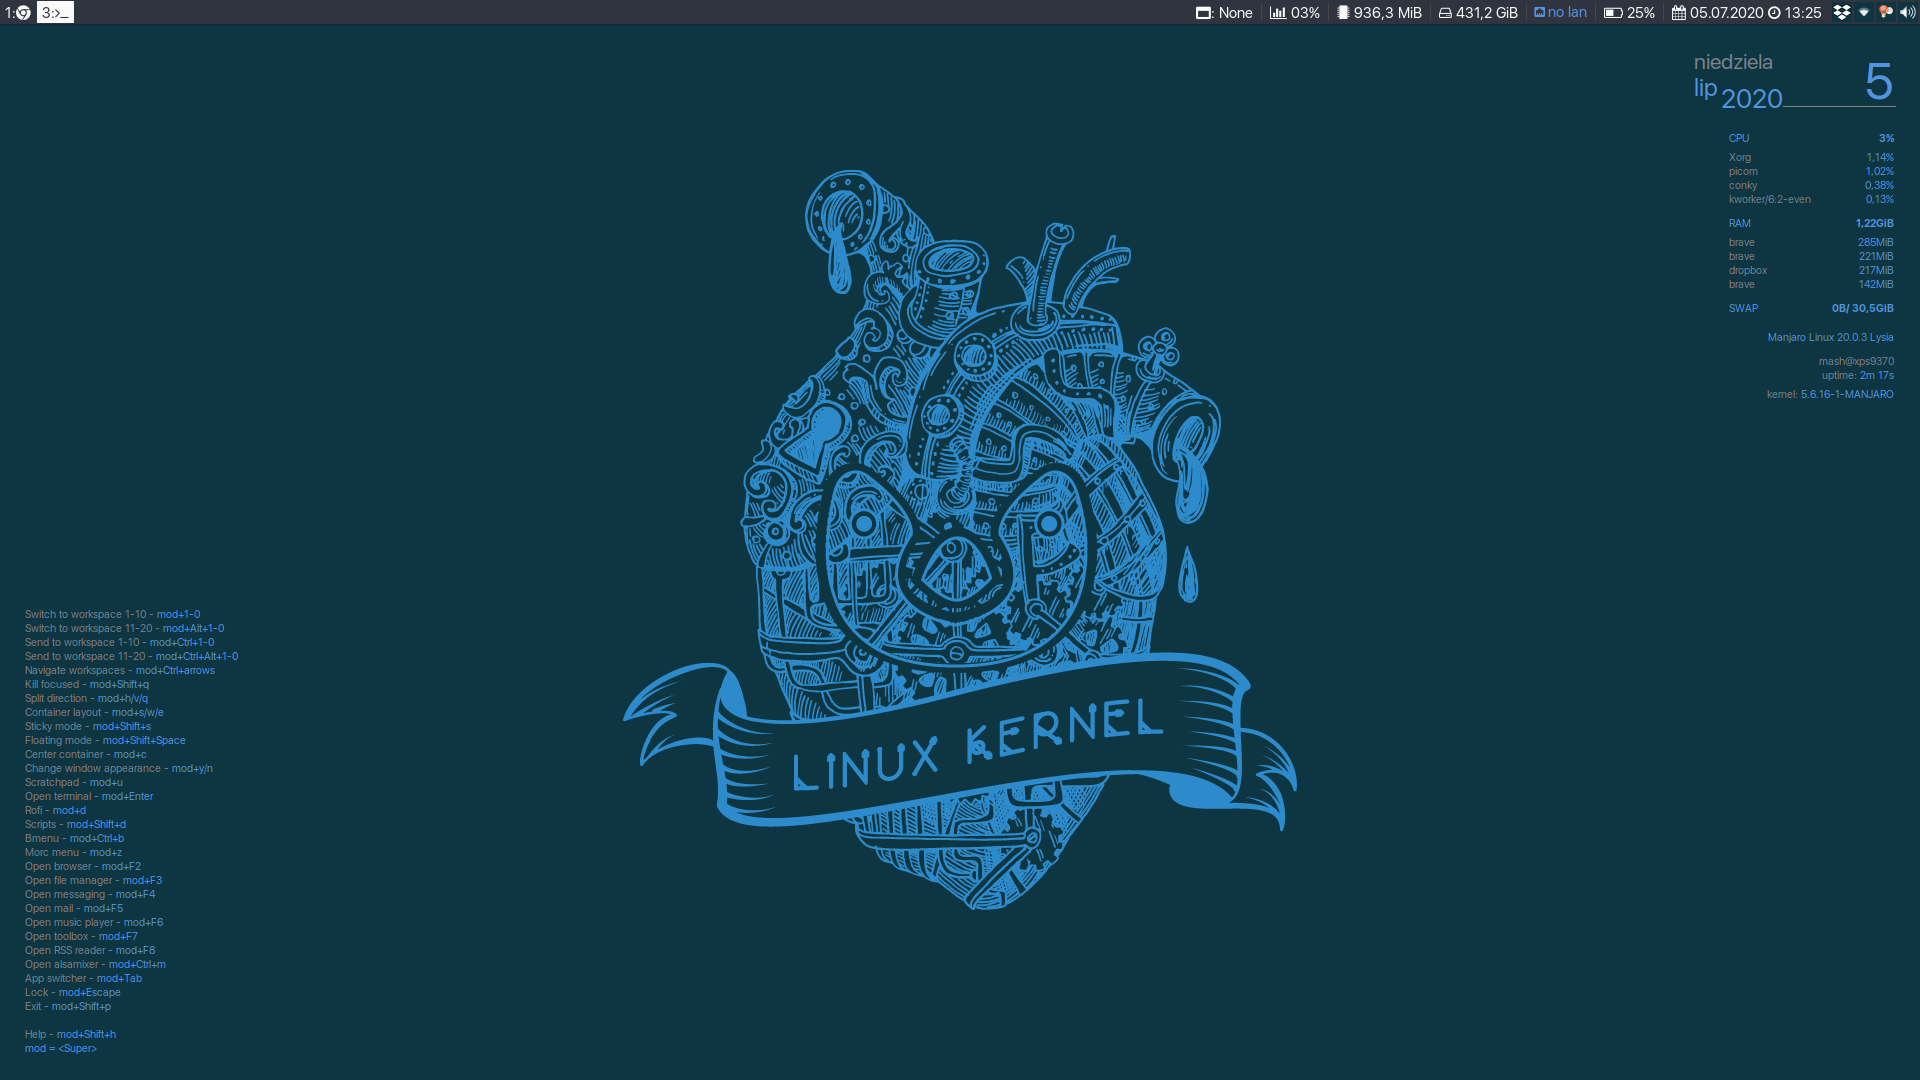 1:
3:>_
: None
03%
936,3 MiB
431,2 GiB
no lan
25%
05.07.2020
13:25
niedziela
lip 2020
5
CPU 3%
Xorg 1,14%
picom 1,02%
conky 0,38%
kworker/6:2-even 0,13%
RAM 1,22GiB
brave 285MiB
brave 221MiB
dropbox 217MiB
brave 142MiB
SWAP 0B/ 30,5GiB
Manjaro Linux 20.0.3 Lysia
mash@xps9370
uptime: 2m 17s
kernel: 5.6.16-1-MANJARO
LINUX KERNEL
Switch to workspace 1-10 - mod+1-0
Switch to workspace 11-20 - mod+Alt+1-0
Send to workspace 1-10 - mod+Ctrl+1-0
Send to workspace 11-20 - mod+Ctrl+Alt+1-0
Navigate workspaces - mod+Ctrl+arrows
Kill focused - mod+Shift+q
Split direction - mod+h/v/q
Container layout - mod+s/w/e
Sticky mode - mod+Shift+s
Floating mode - mod+Shift+Space
Center container - mod+c
Change window appearance - mod+y/n
Scratchpad - mod+u
Open terminal - mod+Enter
Rofi - mod+d
Scripts - mod+Shift+d
Bmenu - mod+Ctrl+b
Morc menu - mod+z
Open browser - mod+F2
Open file manager - mod+F3
Open messaging - mod+F4
Open mail - mod+F5
Open music player - mod+F6
Open toolbox - mod+F7
Open RSS reader - mod+F8
Open alsamixer - mod+Ctrl+m
App switcher - mod+Tab
Lock - mod+Escape
Exit - mod+Shift+p
Help - mod+Shift+h
mod = <Super>